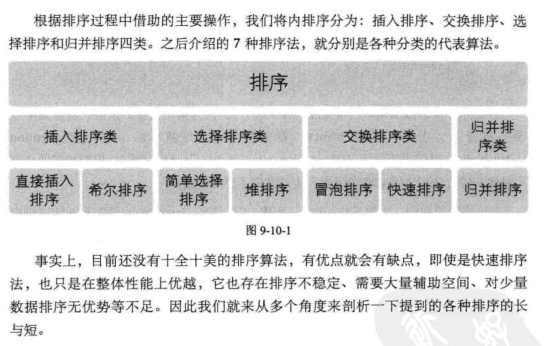 根据排序过程中借助的主要操作，我们将内排序分为：插入排序、交换排序、选
择排序和归并排序四类。之后介绍的 7 种排序法，就分别是各种分类的代表算法。
排序
插入排序类 选择排序类 交换排序类 归并排
序类
直接插入
排序
希尔排序
简单选择
排序
堆排序 冒泡排序 快速排序 归并排序
图 9-10-1
事实上，目前还没有十全十美的排序算法，有优点就会有缺点，即使是快速排序
法，也只是在整体性能上优越，它也存在排序不稳定、需要大量辅助空间、对少量
数据排序无优势等不足。因此我们就来从多个角度来剖析一下提到的各种排序的长
与短。